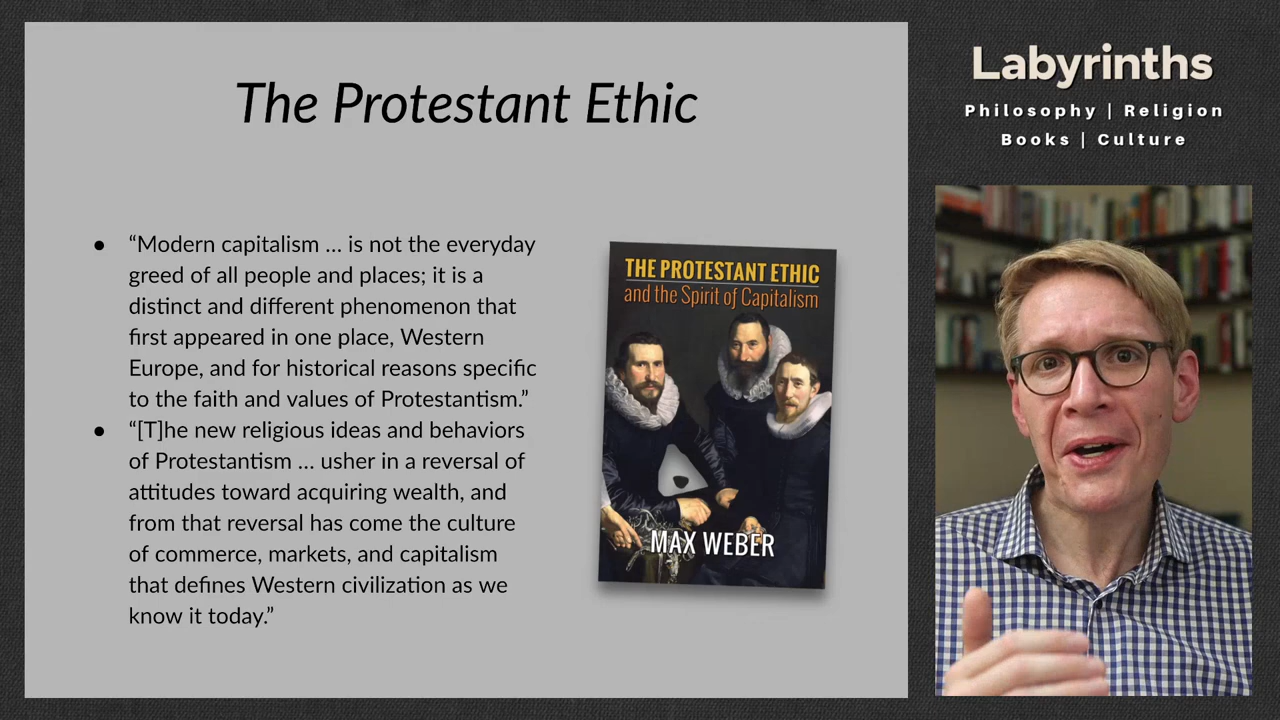 The Protestant Ethic
● “Modern capitalism ... is not the everyday
greed of all people and places; it is a
distinct and different phenomenon that
first appeared in one place, Western
Europe, and for historical reasons specific
to the faith and values of Protestantism.”
● “[T]he new religious ideas and behaviors
of Protestantism ... usher in a reversal of
attitudes toward acquiring wealth, and
from that reversal has come the culture
of commerce, markets, and capitalism
that defines Western civilization as we
know it today.”
THE PROTESTANT ETHIC
and the Spirit of Capitalism
MAX WEBER
Labyrinths
Philosophy | Religion
Books | Culture